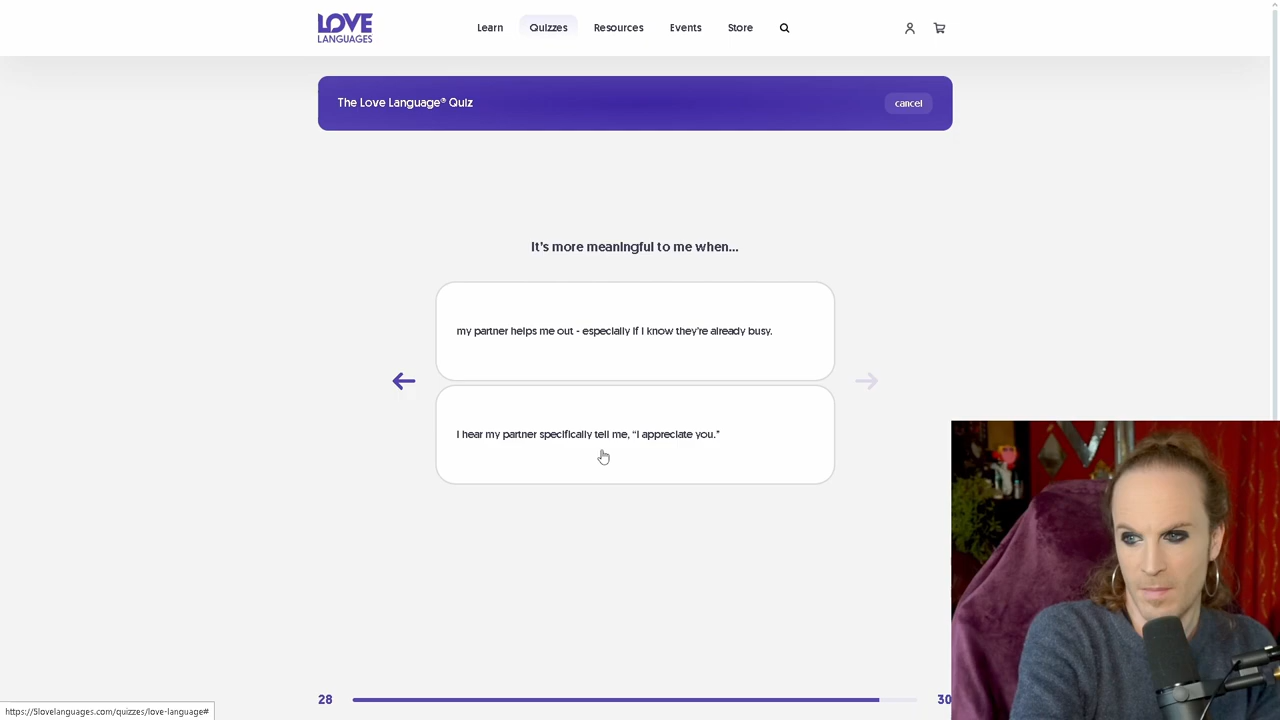 LOVE
LANGUAGES
Learn
Quizzes
Resources
Events
Store
The Love Language® Quiz
cancel
It's more meaningful to me when...
my partner helps me out - especially if I know they're already busy.
I hear my partner specifically tell me, “I appreciate you.”
28
30
https://5lovelanguages.com/quizzes/love-language#